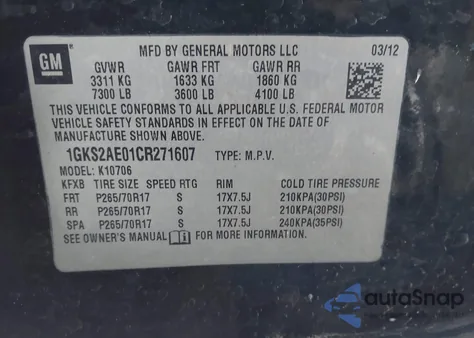 GM
MFD BY GENERAL MOTORS LLC 03/12
GVWR GAWR FRT GAWR RR
3311 KG 1633 KG 1860 KG
7300 LB 3600 LB 4100 LB
THIS VEHICLE CONFORMS TO ALL APPLICABLE U.S. FEDERAL MOTOR
VEHICLE SAFETY STANDARDS IN EFFECT ON THE DATE OF
MANUFACTURE SHOWN ABOVE.
1GKS2AE01CR271607 TYPE: M.P.V.
MODEL: K10706
KFXB TIRE SIZE SPEED RTG RIM COLD TIRE PRESSURE
FRT P265/70R17 S 17X7.5J 210KPA(30PSI)
RR P265/70R17 S 17X7.5J 210KPA(30PSI)
SPA P265/70R17 S 17X7.5J 240KPA(35PSI)
SEE OWNER'S MANUAL FOR MORE INFORMATION.
autoSnap